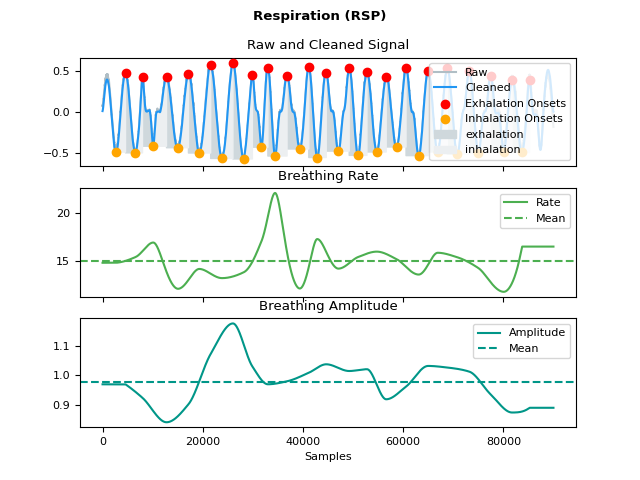 Respiration (RSP)
Raw and Cleaned Signal
0.5
0.0
−0.5
Raw
Cleaned
Exhalation Onsets
Inhalation Onsets
exhalation
inhalation
Breathing Rate
20
15
Rate
Mean
Breathing Amplitude
1.1
1.0
0.9
Amplitude
Mean
0
20000
40000
60000
80000
Samples